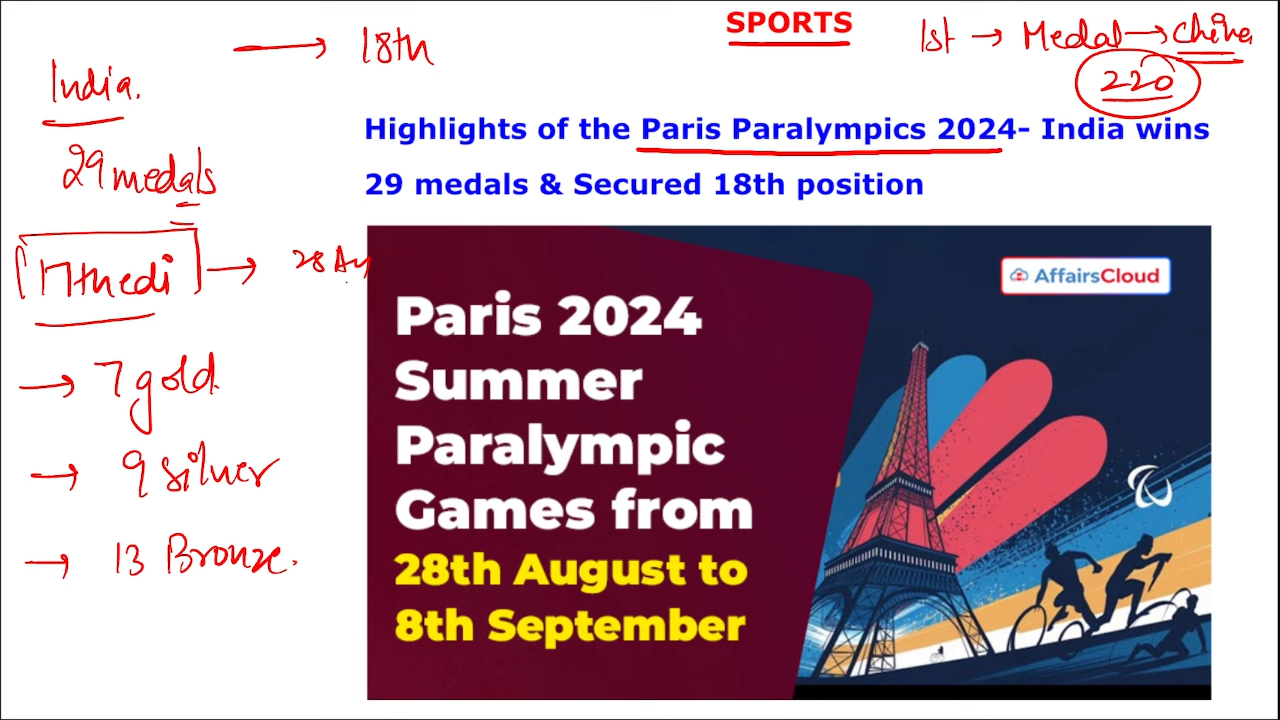 SPORTS
→ 18th
1st → Medal → China
220
India.
Highlights of the Paris Paralympics 2024- India wins
29 medals & Secured 18th position
29 medals
17th edi → 28 Au
AffairsCloud
Paris 2024
Summer
Paralympic
Games from
28th August to
8th September
→ 7 gold
→ 9 silver
→ 13 Bronze.